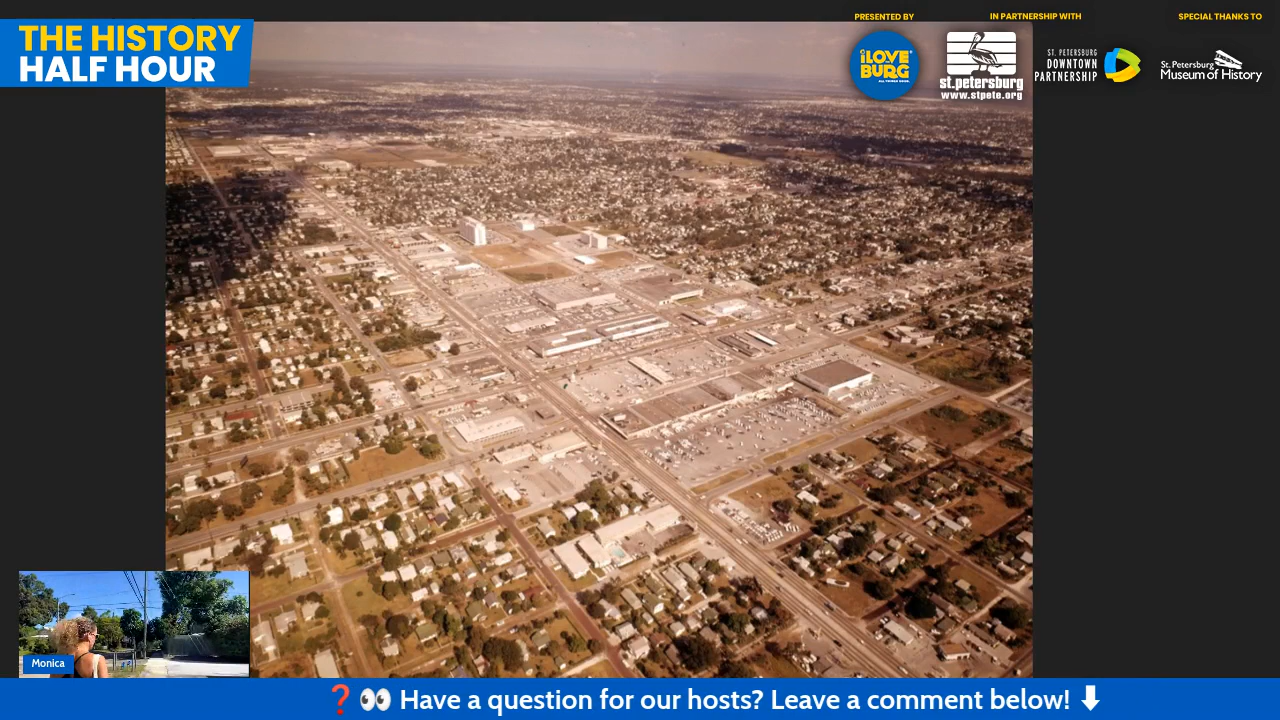 THE HISTORY
HALF HOUR
PRESENTED BY
I LOVE
BURG
IN PARTNERSHIP WITH
st.petersburg
www.stpete.org
ST. PETERSBURG
DOWNTOWN
PARTNERSHIP
SPECIAL THANKS TO
St. Petersburg
Museum of History
Monica
❓👀 Have a question for our hosts? Leave a comment below! ⬇